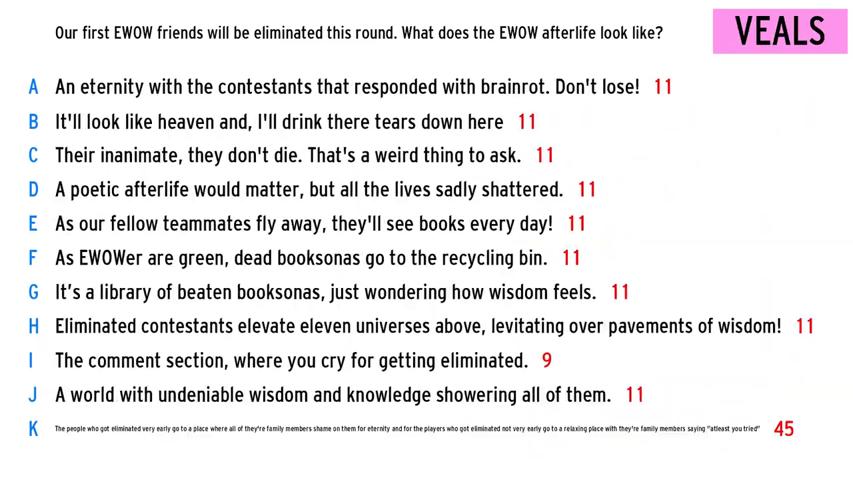 Our first EWOW friends will be eliminated this round. What does the EWOW afterlife look like?
VEALS
A An eternity with the contestants that responded with brainrot. Don't lose! 11
B It'll look like heaven and, I'll drink there tears down here 11
C Their inanimate, they don't die. That's a weird thing to ask. 11
D A poetic afterlife would matter, but all the lives sadly shattered. 11
E As our fellow teammates fly away, they'll see books every day! 11
F As EWOWer are green, dead booksonas go to the recycling bin. 11
G It's a library of beaten booksonas, just wondering how wisdom feels. 11
H Eliminated contestants elevate eleven universes above, levitating over pavements of wisdom! 11
I The comment section, where you cry for getting eliminated. 9
J A world with undeniable wisdom and knowledge showering all of them. 11
K The people who got eliminated very early go to a place where all of they're family members shame on them for eternity and for the players who got eliminated not very early go to a relaxing place with they're family members saying "atleast you tried" 45